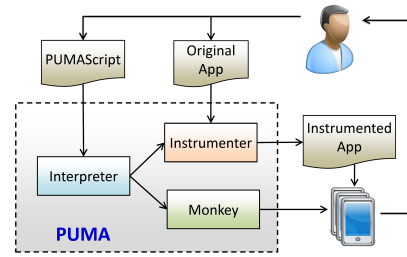 PUMAScript
Original
App
Instrumenter
Instrumented
App
Interpreter
Monkey
PUMA